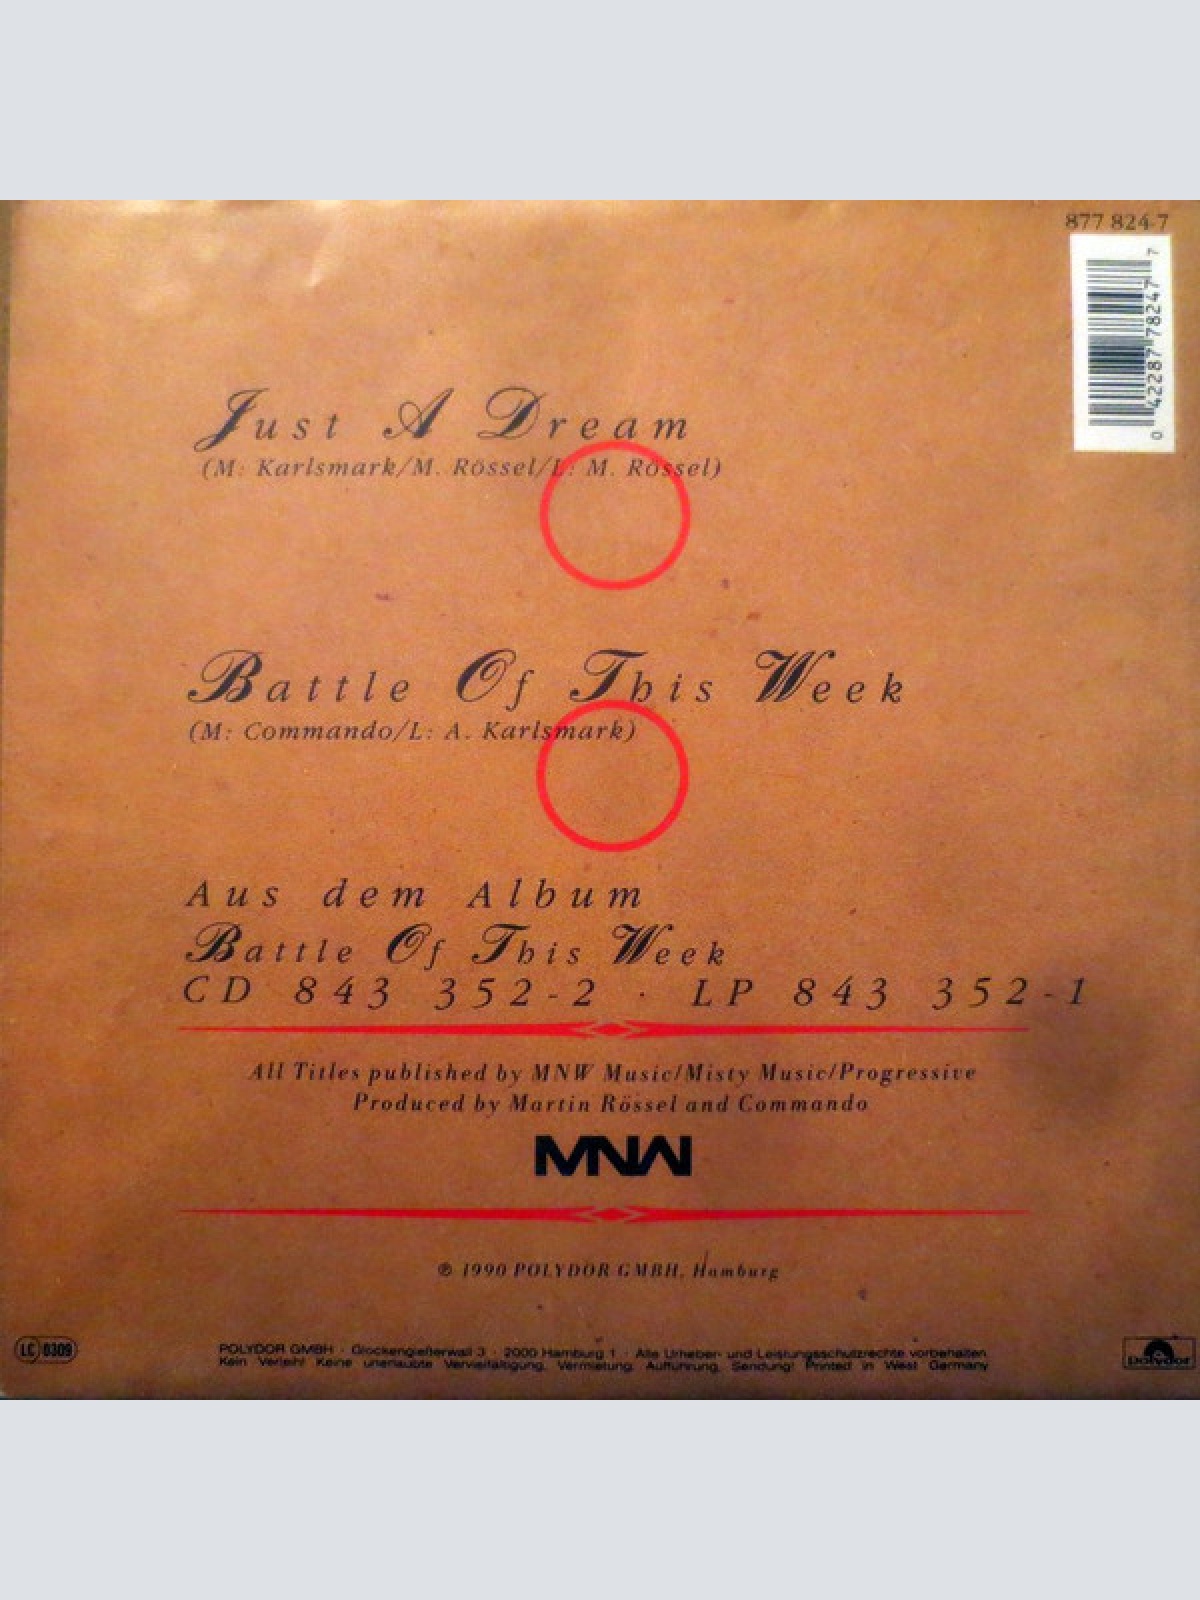 877 824-7
0 42287 78247 7
Just A Dream
(M: Karlsmark/M. Rössel/L: M. Rössel)
Battle Of This Week
(M: Commando/L: A. Karlsmark)
Aus dem Album
Battle Of This Week
CD 843 352-2 · LP 843 352-1
All Titles published by MNW Music/Misty Music/Progressive
Produced by Martin Rössel and Commando
MNW
℗ 1990 POLYDOR GMBH, Hamburg
LC 0309
POLYDOR GMBH · Glockengießerwall 3 · 2000 Hamburg 1 · Alle Urheber- und Leistungsschutzrechte vorbehalten.
Kein Verleih! Keine unerlaubte Vervielfältigung, Vermietung, Aufführung, Sendung! Printed in West Germany
Polydor